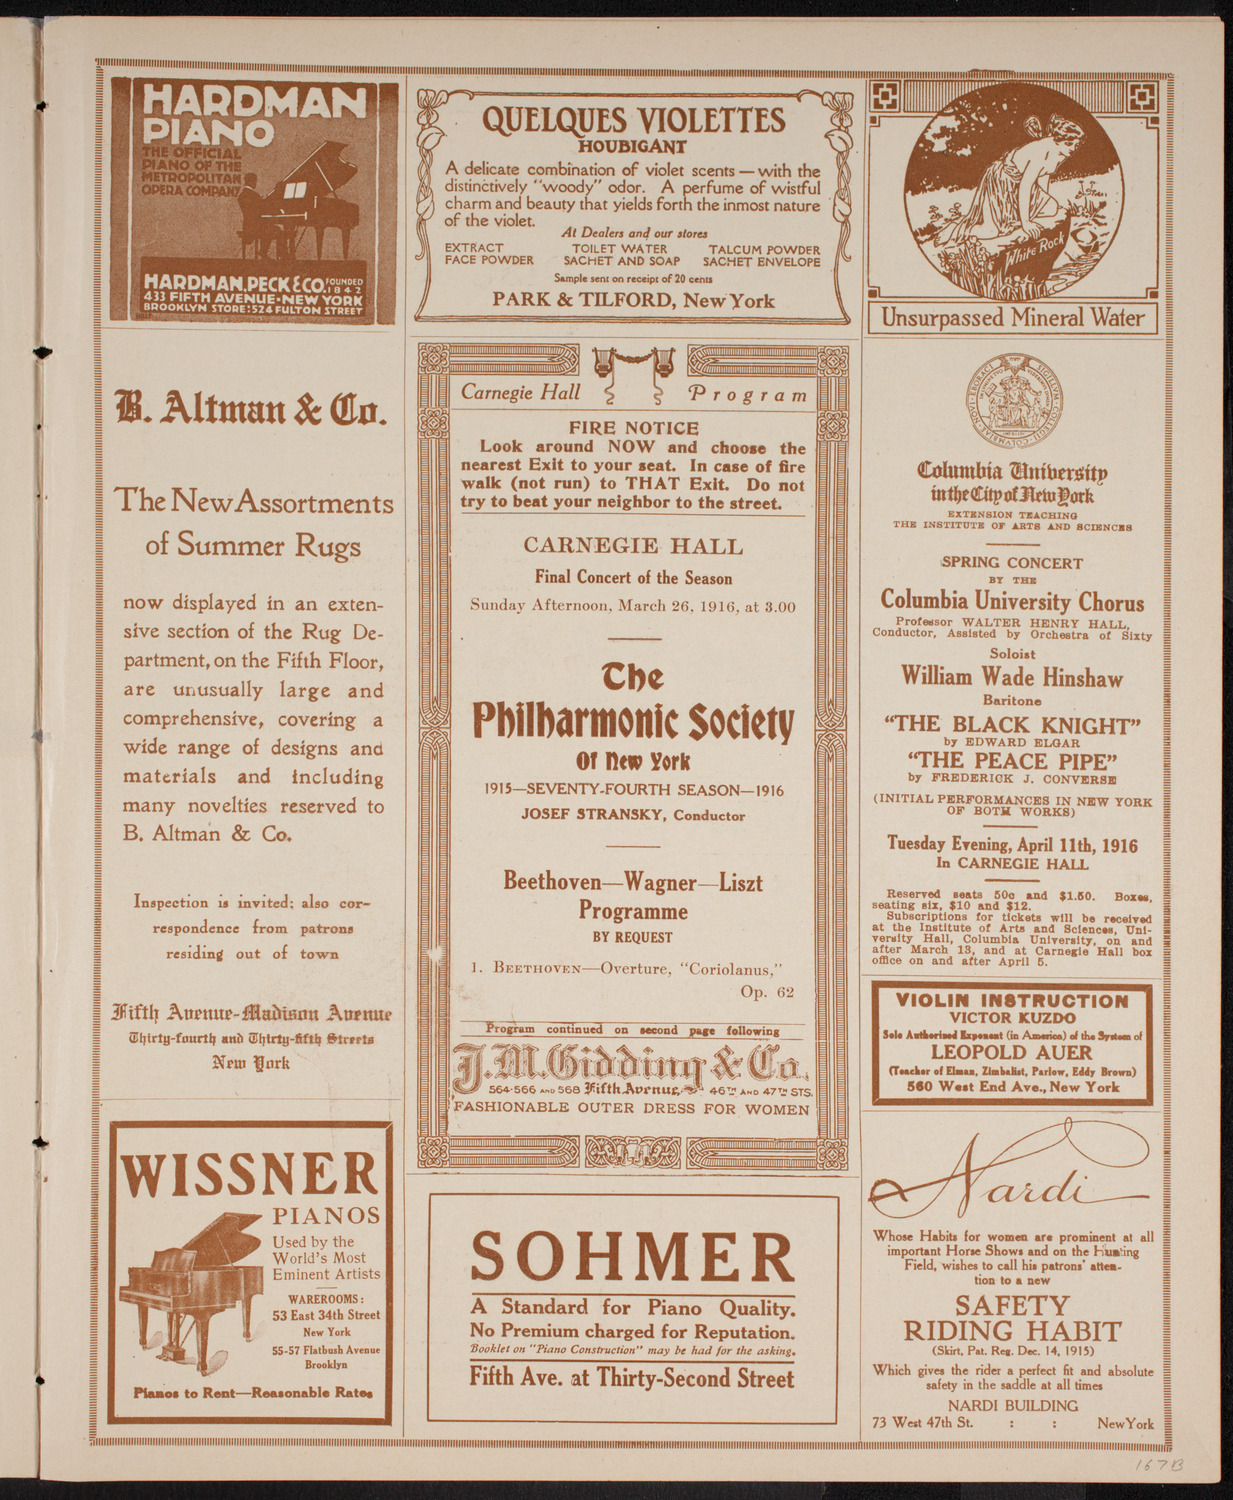 HARDMAN
PIANO
THE OFFICIAL
PIANO OF THE
METROPOLITAN
OPERA COMPANY
HARDMAN, PECK & CO. FOUNDED
1842
433 FIFTH AVENUE-NEW YORK
BROOKLYN STORE: 524 FULTON STREET
B. Altman & Co.
The New Assortments
of Summer Rugs
now displayed in an exten-
sive section of the Rug De-
partment, on the Fifth Floor,
are unusually large and
comprehensive, covering a
wide range of designs and
materials and including
many novelties reserved to
B. Altman & Co.
Inspection is invited; also cor-
respondence from patrons
residing out of town
Fifth Avenue-Madison Avenue
Thirty-fourth and Thirty-fifth Streets
New York
WISSNER
PIANOS
Used by the
World's Most
Eminent Artists
WAREROOMS:
53 East 34th Street
New York
55-57 Flatbush Avenue
Brooklyn
Pianos to Rent—Reasonable Rates
QUELQUES VIOLETTES
HOUBIGANT
A delicate combination of violet scents — with the
distinctively "woody" odor. A perfume of wistful
charm and beauty that yields forth the inmost nature
of the violet.
At Dealers and our stores
EXTRACT TOILET WATER TALCUM POWDER
FACE POWDER SACHET AND SOAP SACHET ENVELOPE
Sample sent on receipt of 20 cents
PARK & TILFORD, New York
Carnegie Hall Program
FIRE NOTICE
Look around NOW and choose the
nearest Exit to your seat. In case of fire
walk (not run) to THAT Exit. Do not
try to beat your neighbor to the street.
CARNEGIE HALL
Final Concert of the Season
Sunday Afternoon, March 26, 1916, at 3.00
The
Philharmonic Society
Of New York
1915—SEVENTY-FOURTH SEASON—1916
JOSEF STRANSKY, Conductor
Beethoven—Wagner—Liszt
Programme
BY REQUEST
1. BEETHOVEN—Overture, "Coriolanus,"
Op. 62
Program continued on second page following
J. M. Gidding & Co.
564-566 AND 568 Fifth Avenue, 46TH AND 47TH STS.
FASHIONABLE OUTER DRESS FOR WOMEN
SOHMER
A Standard for Piano Quality.
No Premium charged for Reputation.
Booklet on "Piano Construction" may be had for the asking.
Fifth Ave. at Thirty-Second Street
White Rock
Unsurpassed Mineral Water
Columbia University
in the City of New York
EXTENSION TEACHING
THE INSTITUTE OF ARTS AND SCIENCES
SPRING CONCERT
BY THE
Columbia University Chorus
Professor WALTER HENRY HALL,
Conductor, Assisted by Orchestra of Sixty
Soloist
William Wade Hinshaw
Baritone
"THE BLACK KNIGHT"
by EDWARD ELGAR
"THE PEACE PIPE"
by FREDERICK J. CONVERSE
(INITIAL PERFORMANCES IN NEW YORK
OF BOTH WORKS)
Tuesday Evening, April 11th, 1916
In CARNEGIE HALL
Reserved seats 50c and $1.50. Boxes,
seating six, $10 and $12.
Subscriptions for tickets will be received
at the Institute of Arts and Sciences, Uni-
versity Hall, Columbia University, on and
after March 13, and at Carnegie Hall box
office on and after April 5.
VIOLIN INSTRUCTION
VICTOR KUZDO
Solo Authorized Exponent (in America) of the System of
LEOPOLD AUER
(Teacher of Elman, Zimbalist, Parlow, Eddy Brown)
560 West End Ave., New York
Nardi
Whose Habits for women are prominent at all
important Horse Shows and on the Hunting
Field, wishes to call his patrons' atten-
tion to a new
SAFETY
RIDING HABIT
(Skirt, Pat. Reg. Dec. 14, 1915)
Which gives the rider a perfect fit and absolute
safety in the saddle at all times
NARDI BUILDING
73 West 47th St. : : New York
167B